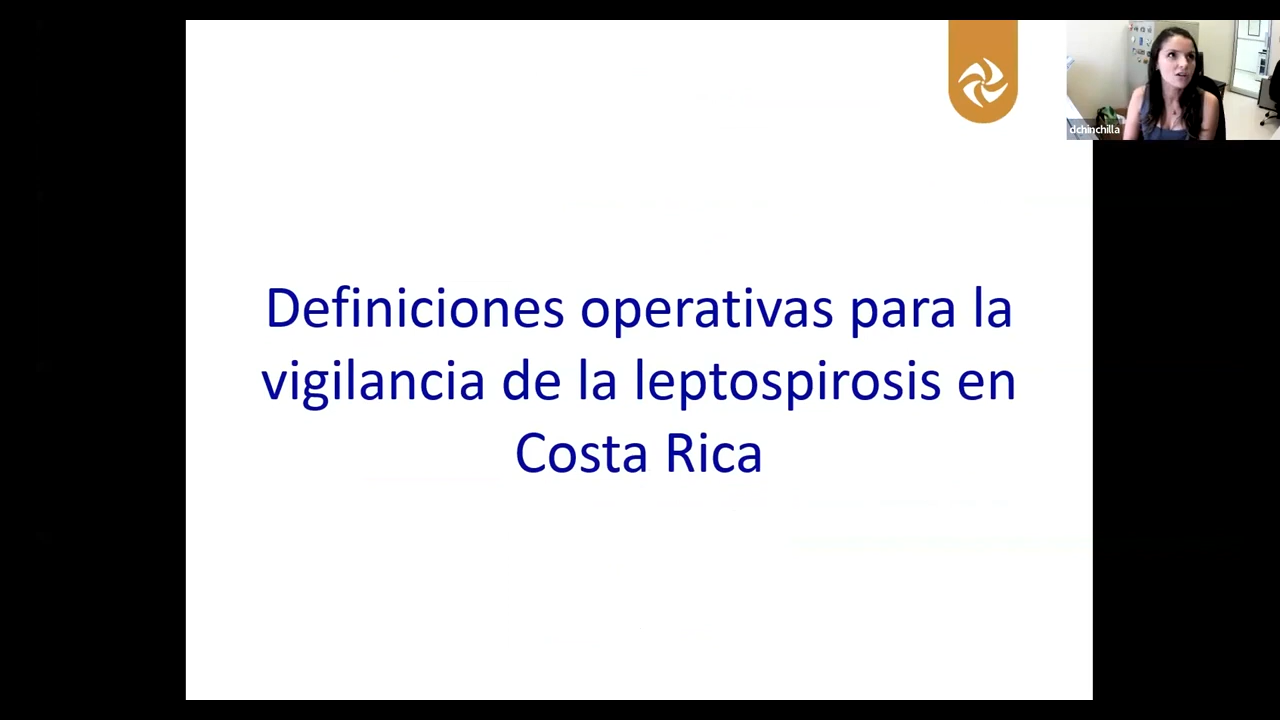 dchinchilla
Definiciones operativas para la
vigilancia de la leptospirosis en
Costa Rica